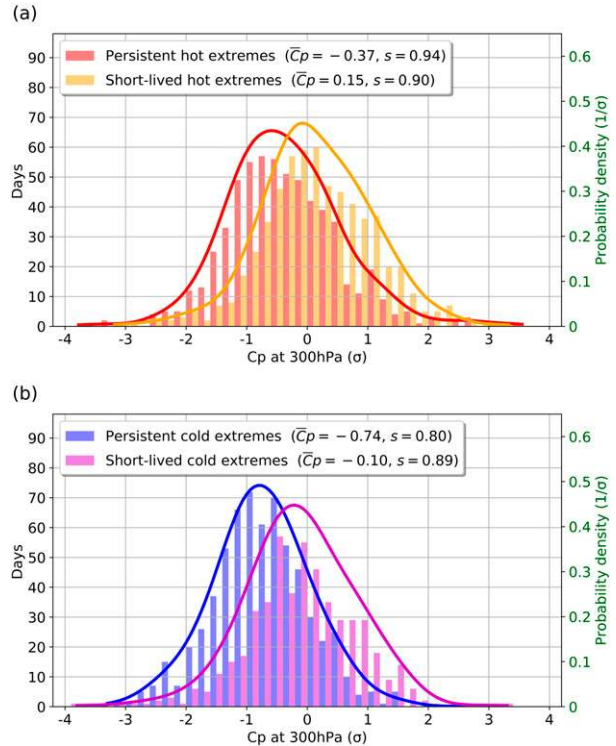 (a)
Persistent hot extremes (C̅p = −0.37, s = 0.94)
Short-lived hot extremes (C̅p = 0.15, s = 0.90)
Days
90
80
70
60
50
40
30
20
10
0
Probability density (1/σ)
0.6
0.5
0.4
0.3
0.2
0.1
0
-4 -3 -2 -1 0 1 2 3 4
Cp at 300hPa (σ)
(b)
Persistent cold extremes (C̅p = −0.74, s = 0.80)
Short-lived cold extremes (C̅p = −0.10, s = 0.89)
Days
90
80
70
60
50
40
30
20
10
0
Probability density (1/σ)
0.6
0.5
0.4
0.3
0.2
0.1
0
-4 -3 -2 -1 0 1 2 3 4
Cp at 300hPa (σ)